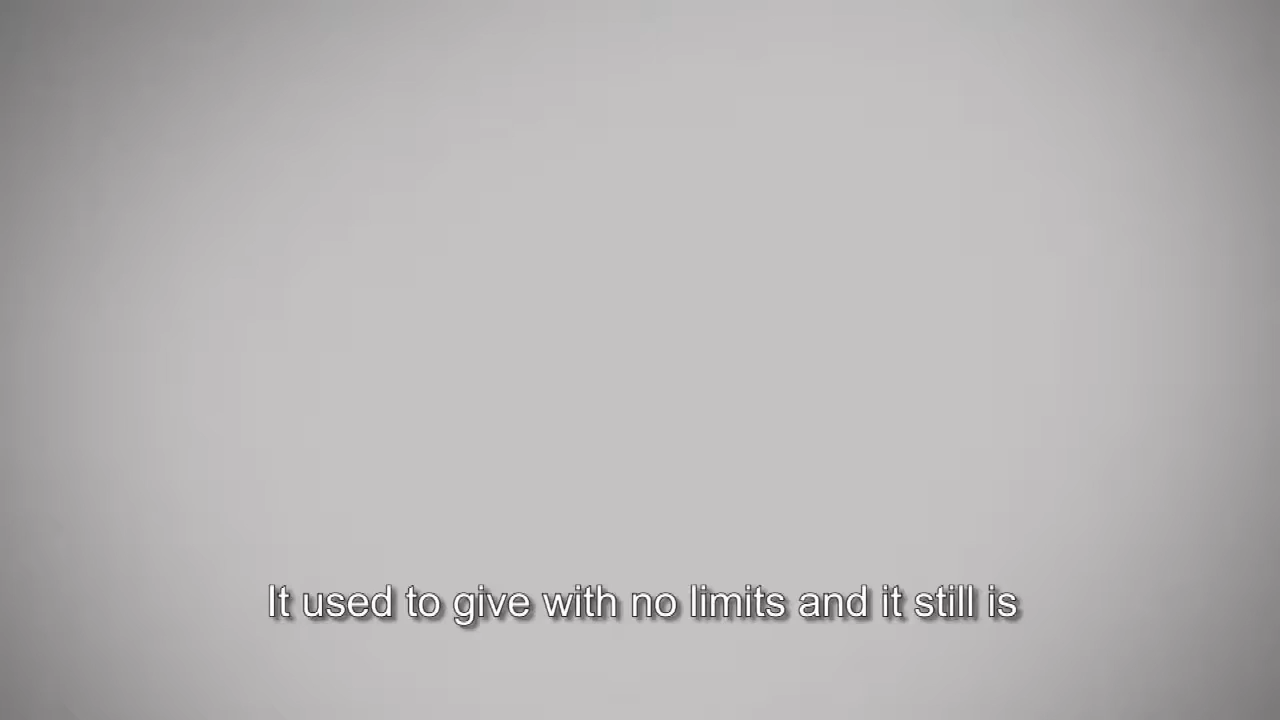 It used to give with no limits and it still is